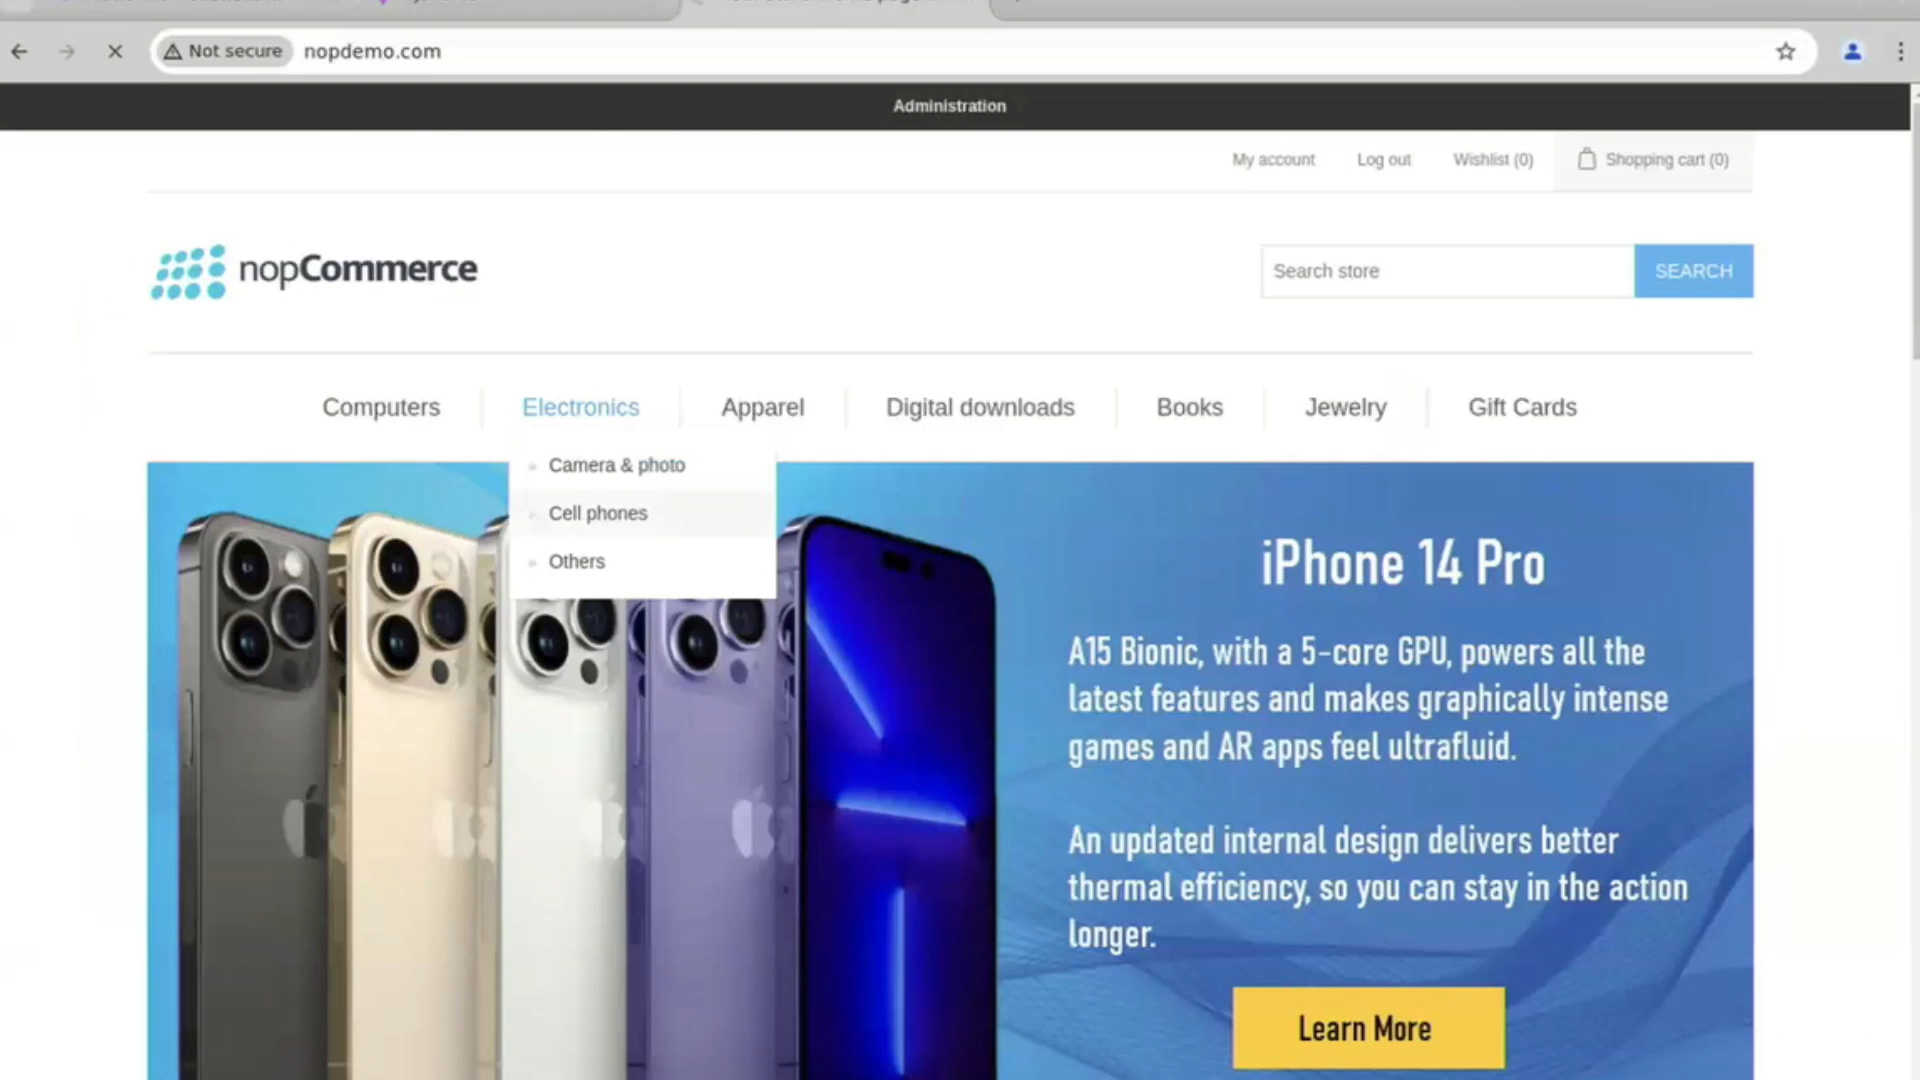 Not secure nopdemo.com
Administration
My account Log out Wishlist (0) Shopping cart (0)
nopCommerce
Search store SEARCH
Computers Electronics Apparel Digital downloads Books Jewelry Gift Cards
Camera & photo
Cell phones
Others
iPhone 14 Pro
A15 Bionic, with a 5-core GPU, powers all the
latest features and makes graphically intense
games and AR apps feel ultrafluid.
An updated internal design delivers better
thermal efficiency, so you can stay in the action
longer.
Learn More